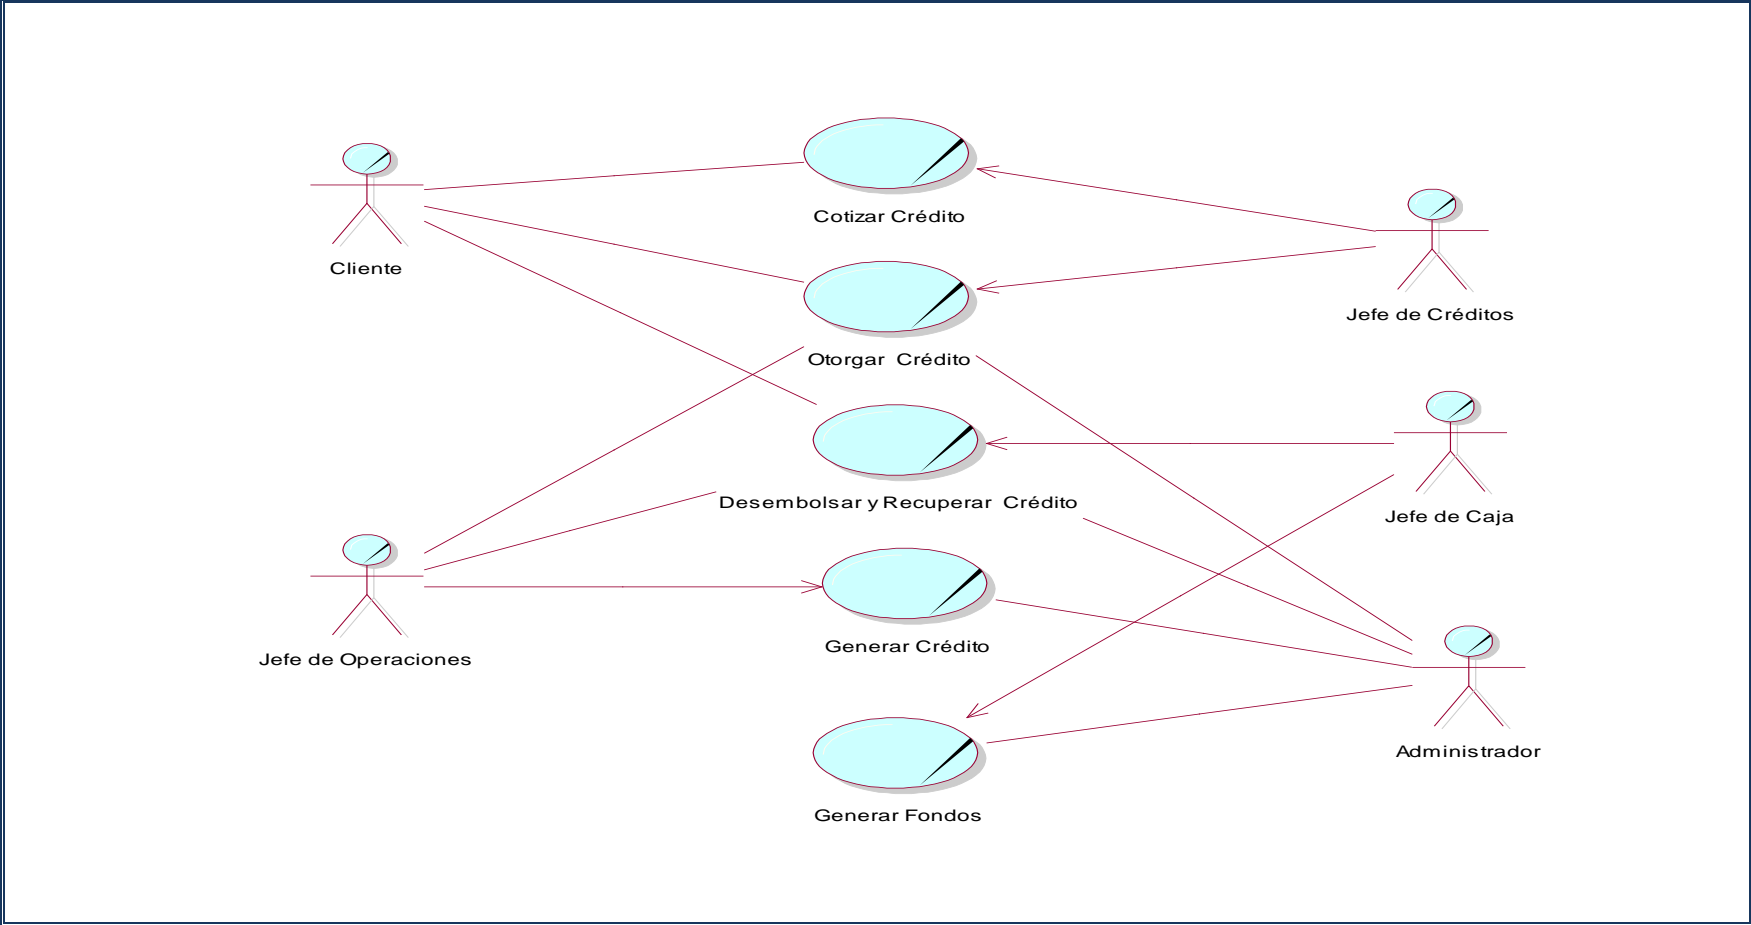 Cotizar Crédito
Cliente
Jefe de Créditos
Otorgar  Crédito
Desembolsar y Recuperar  Crédito
Jefe de Caja
Generar Crédito
Jefe de Operaciones
Administrador
Generar Fondos